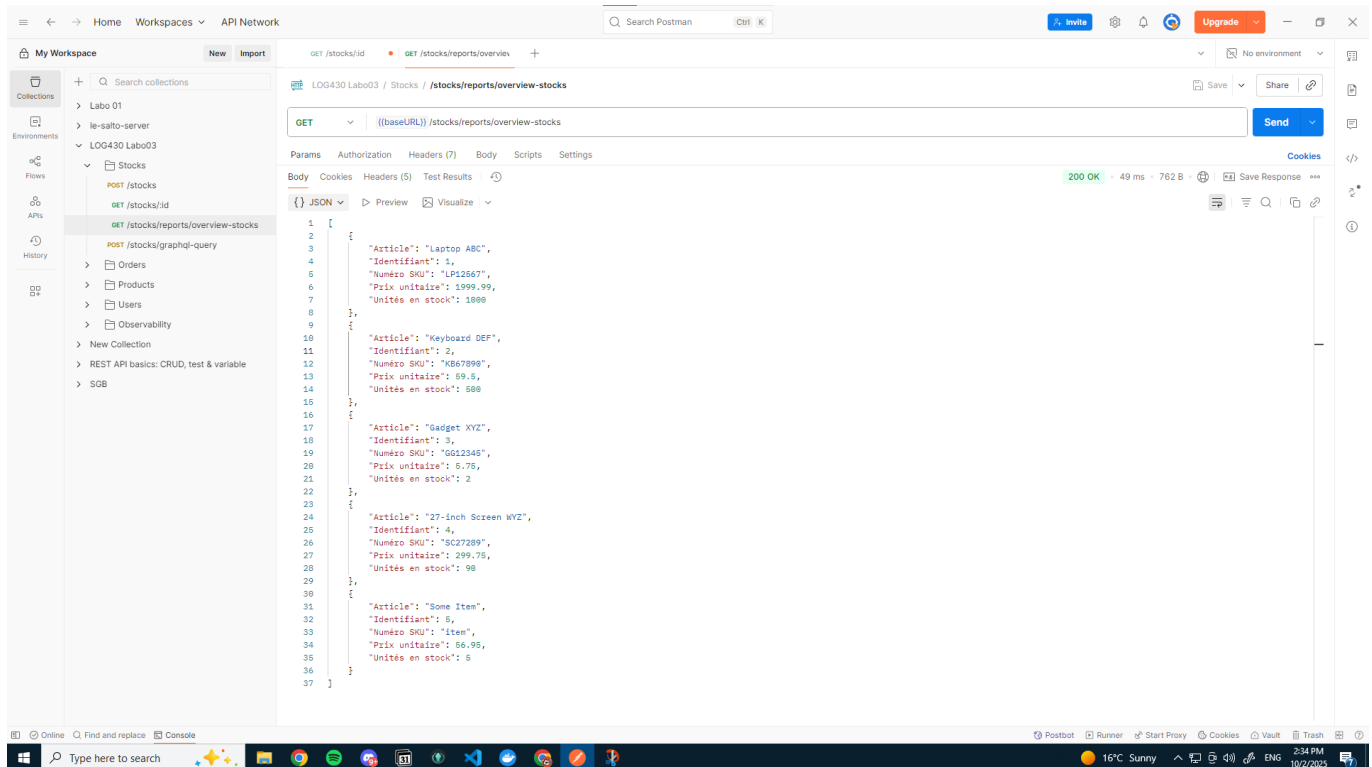 Home Workspaces API Network Search Postman Ctrl K Invite Upgrade
My Workspace New Import GET /stocks/:id GET /stocks/reports/overview No environment
Collections
Environments
Flows
APIs
History
Search collections
Labo 01
le-salto-server
LOG430 Labo03
Stocks
POST /stocks
GET /stocks/:id
GET /stocks/reports/overview-stocks
POST /stocks/graphql-query
Orders
Products
Users
Observability
New Collection
REST API basics: CRUD, test & variable
SGB
LOG430 Labo03 / Stocks / /stocks/reports/overview-stocks Save Share
GET {{baseURL}} /stocks/reports/overview-stocks Send
Params Authorization Headers (7) Body Scripts Settings Cookies
Body Cookies Headers (5) Test Results 200 OK 49 ms 762 B Save Response
{} JSON Preview Visualize
1 [
2 {
3 "Article": "Laptop ABC",
4 "Identifiant": 1,
5 "Numéro SKU": "LP12567",
6 "Prix unitaire": 1999.99,
7 "Unités en stock": 1000
8 },
9 {
10 "Article": "Keyboard DEF",
11 "Identifiant": 2,
12 "Numéro SKU": "KB67890",
13 "Prix unitaire": 59.5,
14 "Unités en stock": 500
15 },
16 {
17 "Article": "Gadget XYZ",
18 "Identifiant": 3,
19 "Numéro SKU": "GG12345",
20 "Prix unitaire": 5.75,
21 "Unités en stock": 2
22 },
23 {
24 "Article": "27-inch Screen WYZ",
25 "Identifiant": 4,
26 "Numéro SKU": "SC27289",
27 "Prix unitaire": 299.75,
28 "Unités en stock": 90
29 },
30 {
31 "Article": "Some Item",
32 "Identifiant": 5,
33 "Numéro SKU": "item",
34 "Prix unitaire": 56.95,
35 "Unités en stock": 5
36 }
37 ]
Online Find and replace Console Postbot Runner Start Proxy Cookies Vault Trash
Type here to search 31 16°C Sunny ENG 2:34 PM
10/2/2025